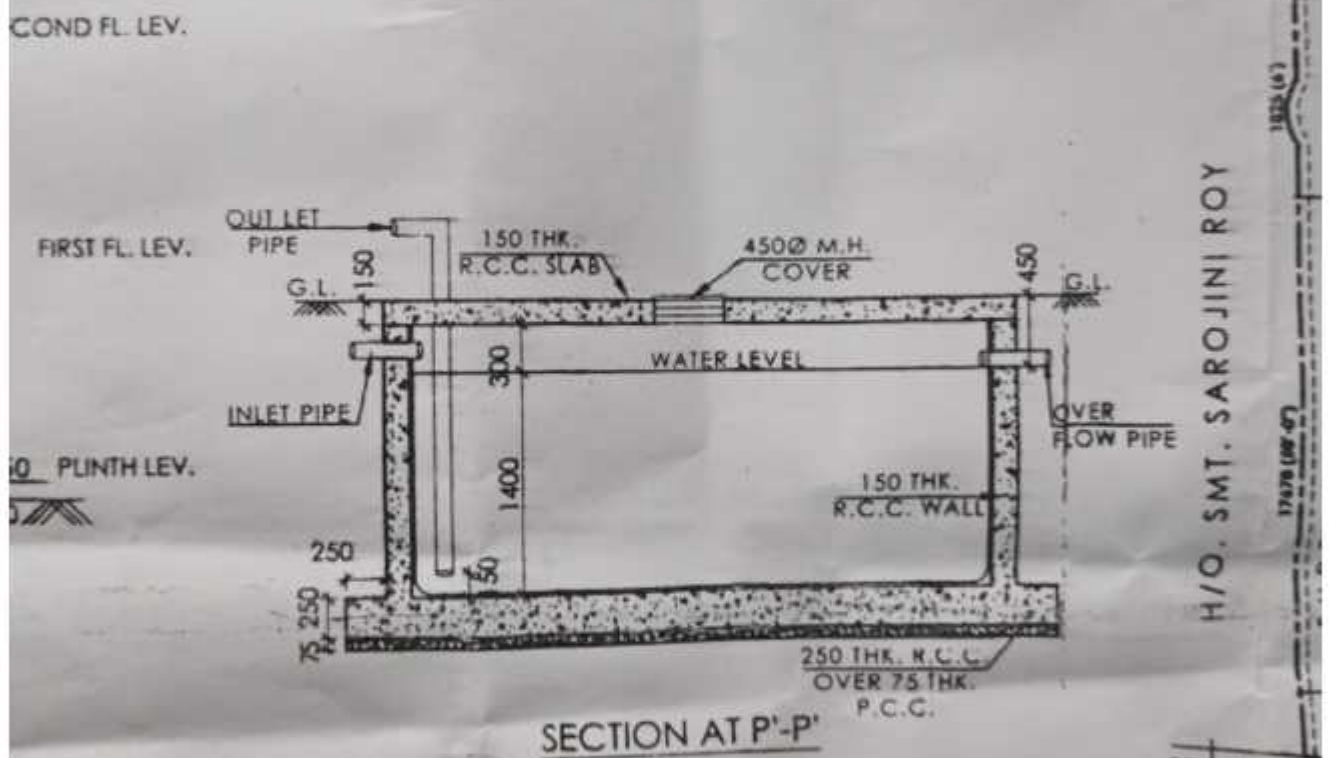 COND FL. LEV.
FIRST FL. LEV.
50 PLINTH LEV.
OUT LET
PIPE
150 THK.
R.C.C. SLAB
450Ø M.H.
COVER
450
G.L.
150
G.L.
WATER LEVEL
300
INLET PIPE
OVER
FLOW PIPE
1400
150 THK.
R.C.C. WALL
250
50
250
75
250 THK. R.C.C.
OVER 75 THK.
P.C.C.
SECTION AT P'-P'
H/O. SMT. SAROJINI ROY